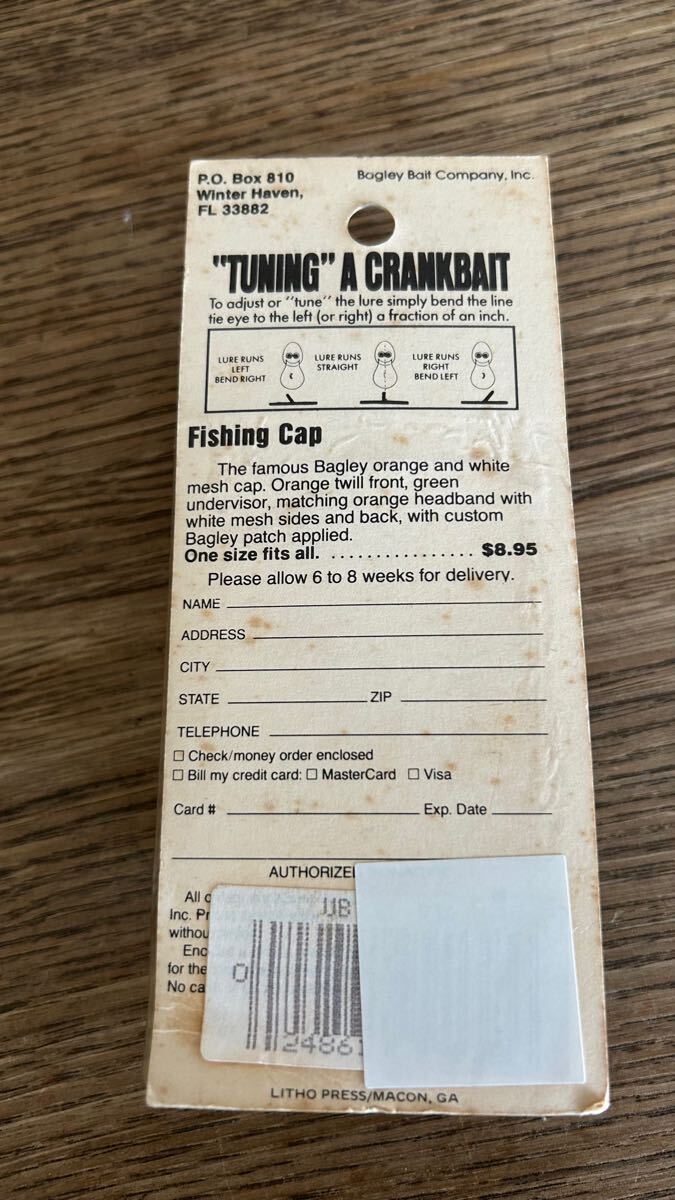 P.O. Box 810
Winter Haven,
FL 33882
Bagley Bait Company, Inc.
"TUNING" A CRANKBAIT
To adjust or "tune" the lure simply bend the line
tie eye to the left (or right) a fraction of an inch.
LURE RUNS
LEFT
BEND RIGHT
LURE RUNS
STRAIGHT
LURE RUNS
RIGHT
BEND LEFT
Fishing Cap
The famous Bagley orange and white
mesh cap. Orange twill front, green
undervisor, matching orange headband with
white mesh sides and back, with custom
Bagley patch applied.
One size fits all. ................ $8.95
Please allow 6 to 8 weeks for delivery.
NAME
ADDRESS
CITY
STATE ZIP
TELEPHONE
☐ Check/money order enclosed
☐ Bill my credit card: ☐ MasterCard ☐ Visa
Card # Exp. Date
All
Inc.
for the
No
JJB
0
LITHO PRESS/MACON, GA